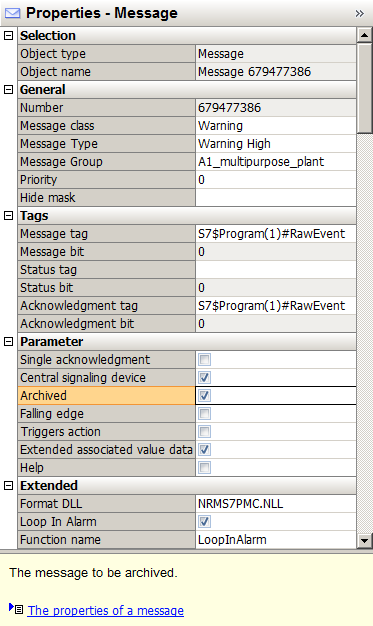 Properties - Message »
Selection
Object type Message
Object name Message 679477386
General
Number 679477386
Message class Warning
Message Type Warning High
Message Group A1_multipurpose_plant
Priority 0
Hide mask
Tags
Message tag S7$Program(1)#RawEvent
Message bit 0
Status tag
Status bit 0
Acknowledgment tag S7$Program(1)#RawEvent
Acknowledgment bit 0
Parameter
Single acknowledgment
Central signaling device
Archived
Falling edge
Triggers action
Extended associated value data
Help
Extended
Format DLL NRMS7PMC.NLL
Loop In Alarm
Function name LoopInAlarm
The message to be archived.
The properties of a message